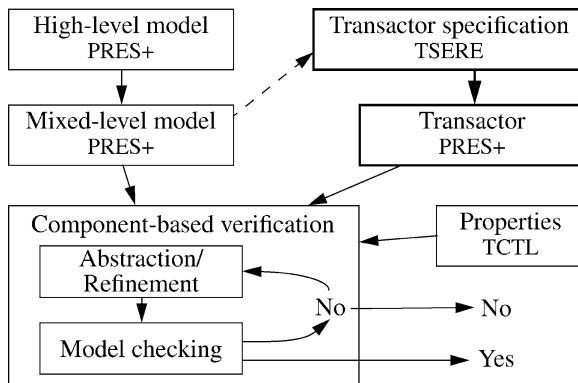 High-level model
PRES+
Transactor specification
TSERE
Mixed-level model
PRES+
Transactor
PRES+
Component-based verification
Properties
TCTL
Abstraction/
Refinement
No
No
Model checking
Yes